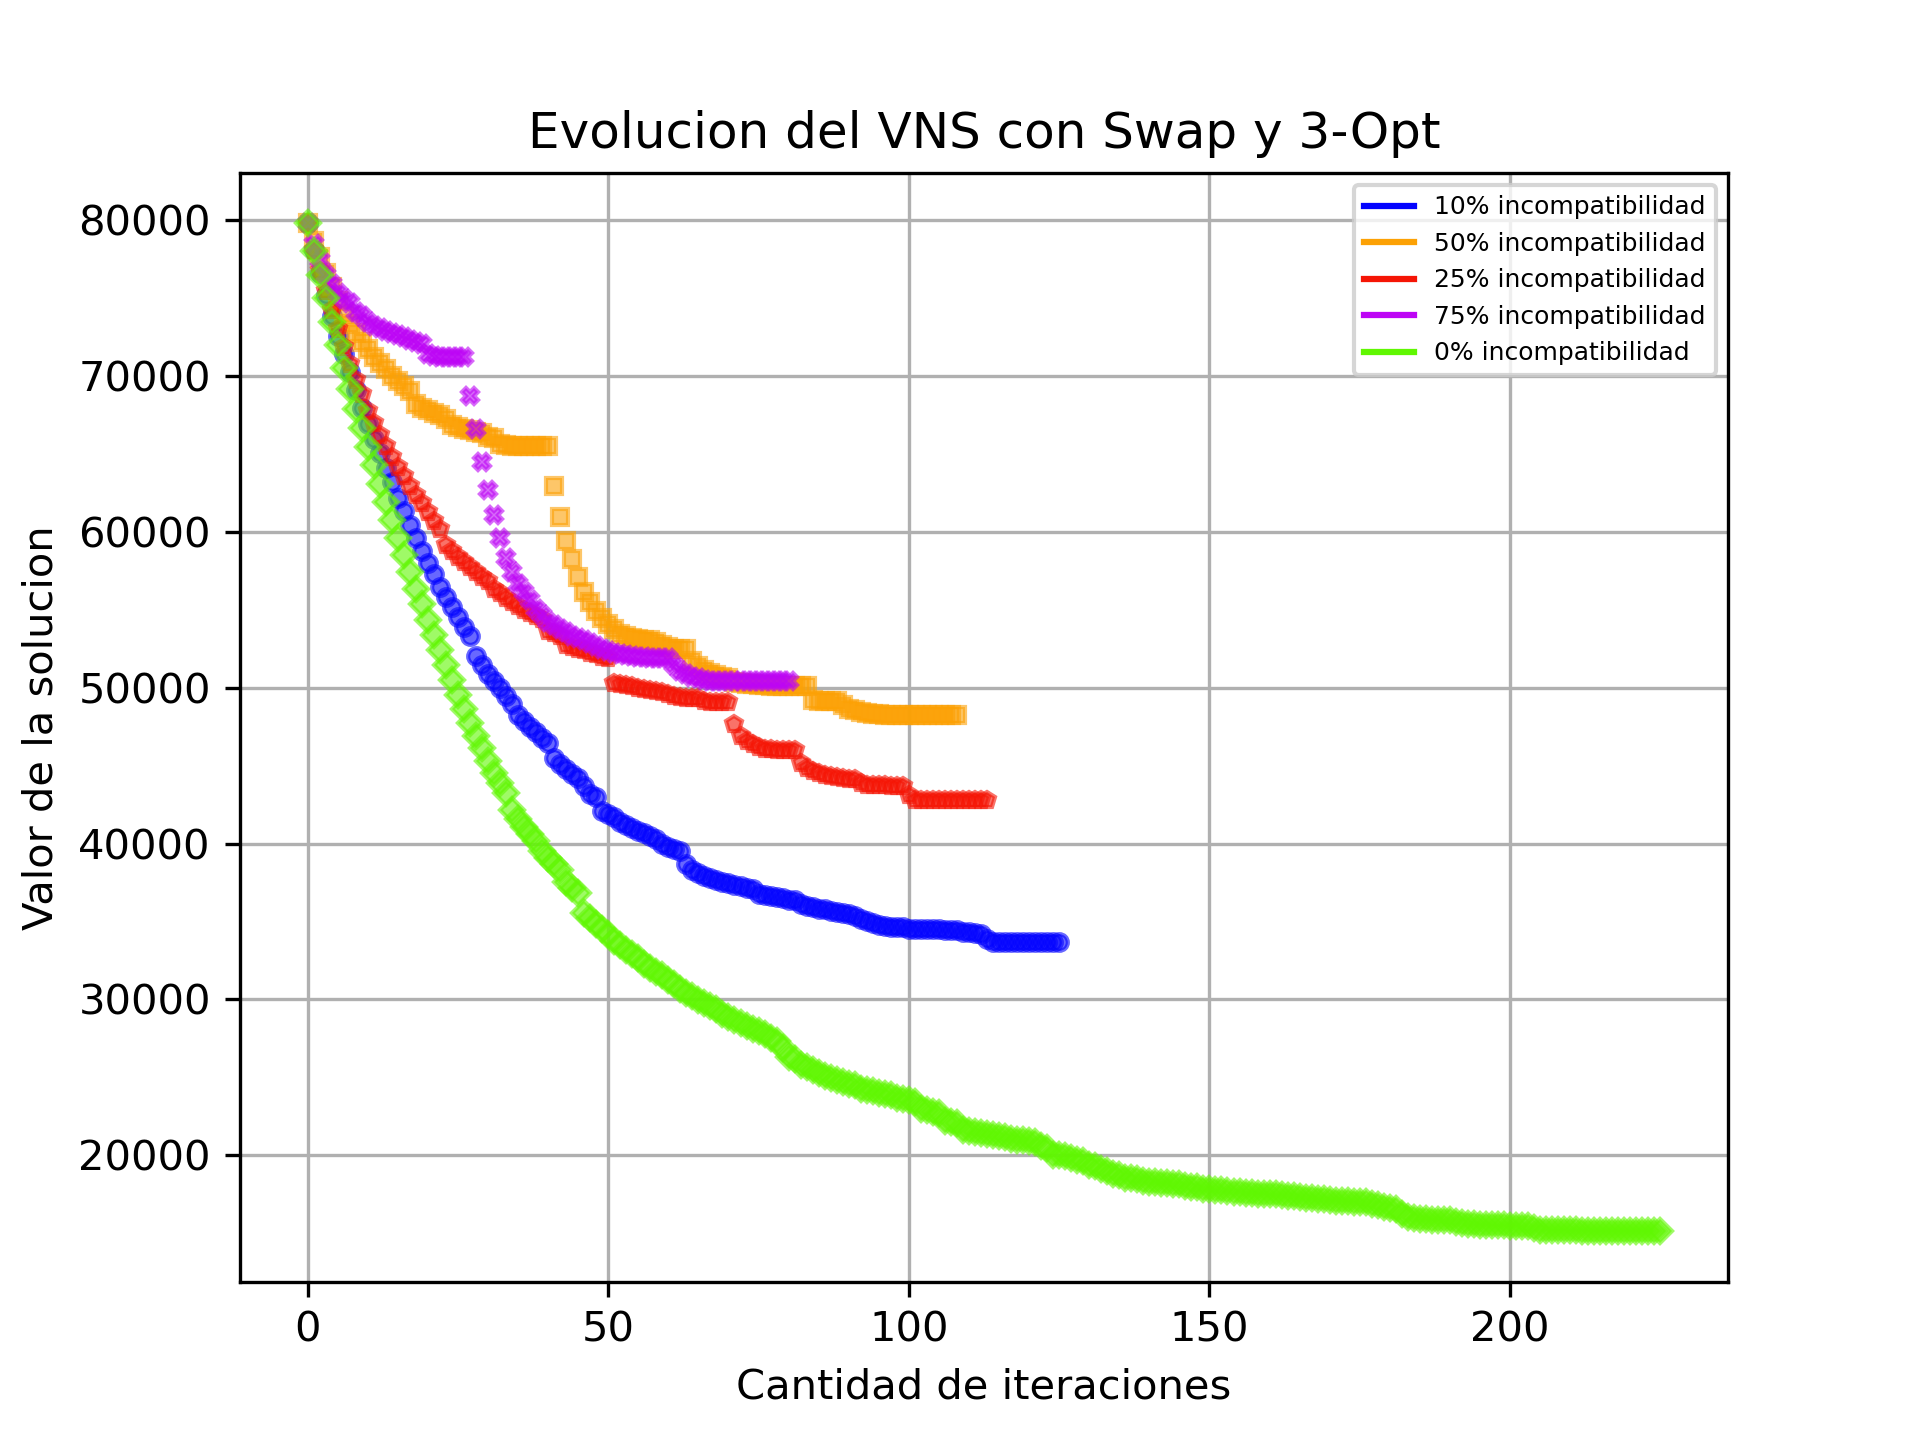 Evolucion del VNS con Swap y 3-Opt
10% incompatibilidad
50% incompatibilidad
25% incompatibilidad
75% incompatibilidad
0% incompatibilidad
Valor de la solucion
80000
70000
60000
50000
40000
30000
20000
0 50 100 150 200
Cantidad de iteraciones